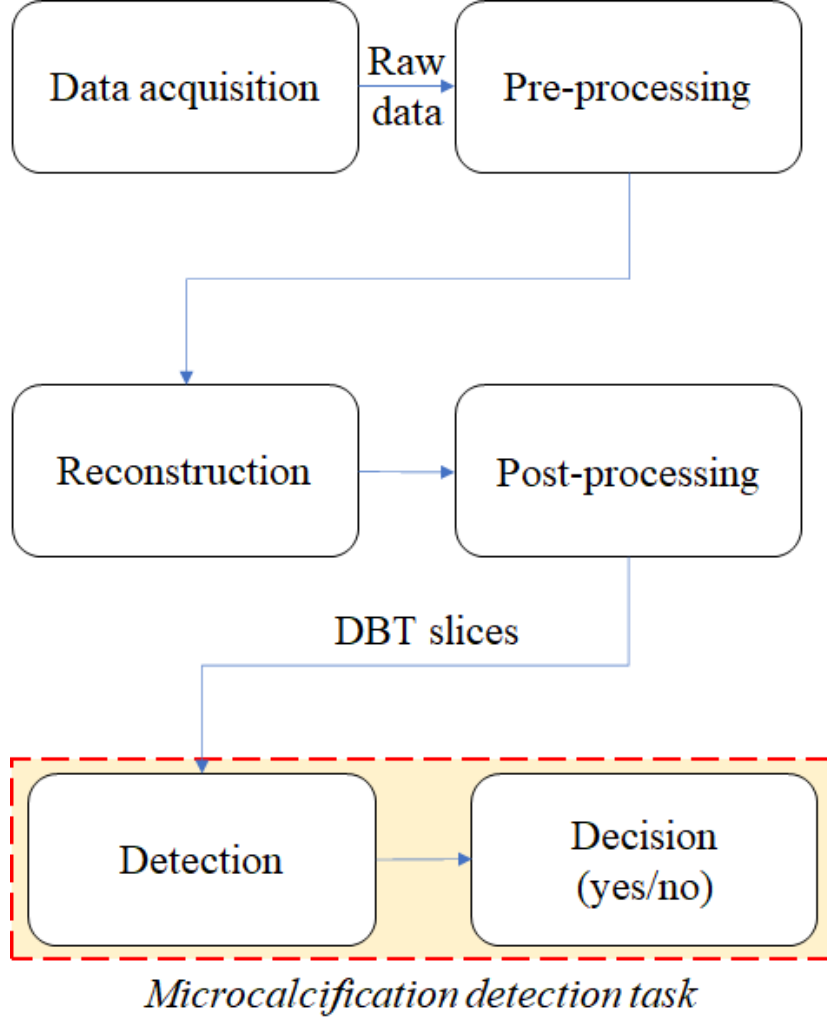 Data acquisition
Raw
data
Pre-processing
Reconstruction
Post-processing
DBT slices
Detection
Decision
(yes/no)
Microcalcification detection task